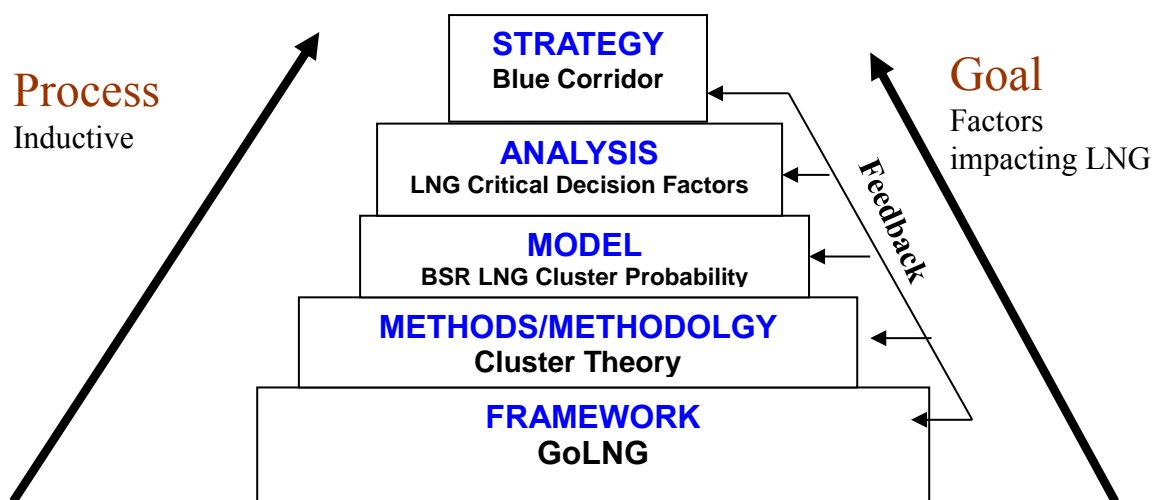 STRATEGY
Blue Corridor
Process
Inductive
Goal
Factors
impacting LNG
ANALYSIS
LNG Critical Decision Factors
Feedback
MODEL
BSR LNG Cluster Probability
METHODS/METHODOLGY
Cluster Theory
FRAMEWORK
GoLNG